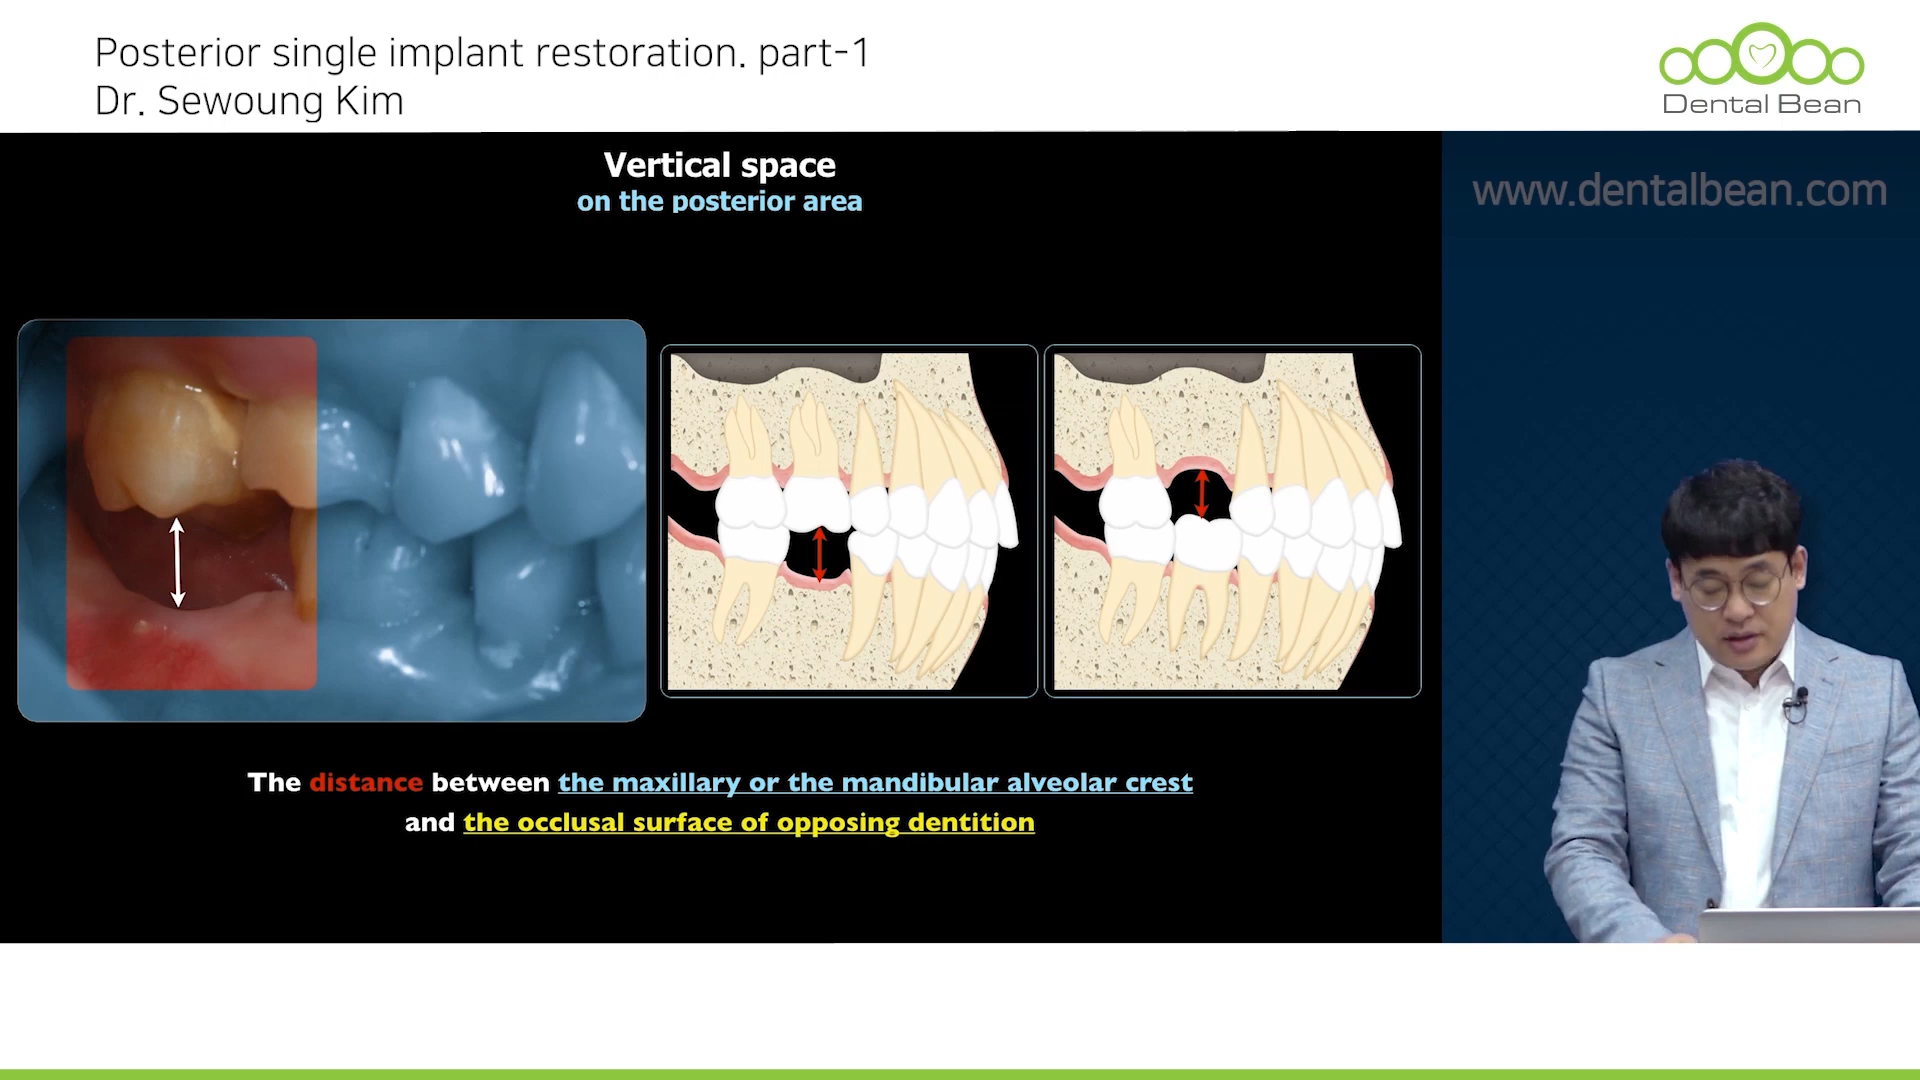 Posterior single implant restoration. part-1
Dr. Sewoung Kim
Dental Bean
Vertical space
on the posterior area
www.dentalbean.com
The distance between the maxillary or the mandibular alveolar crest
and the occlusal surface of opposing dentition